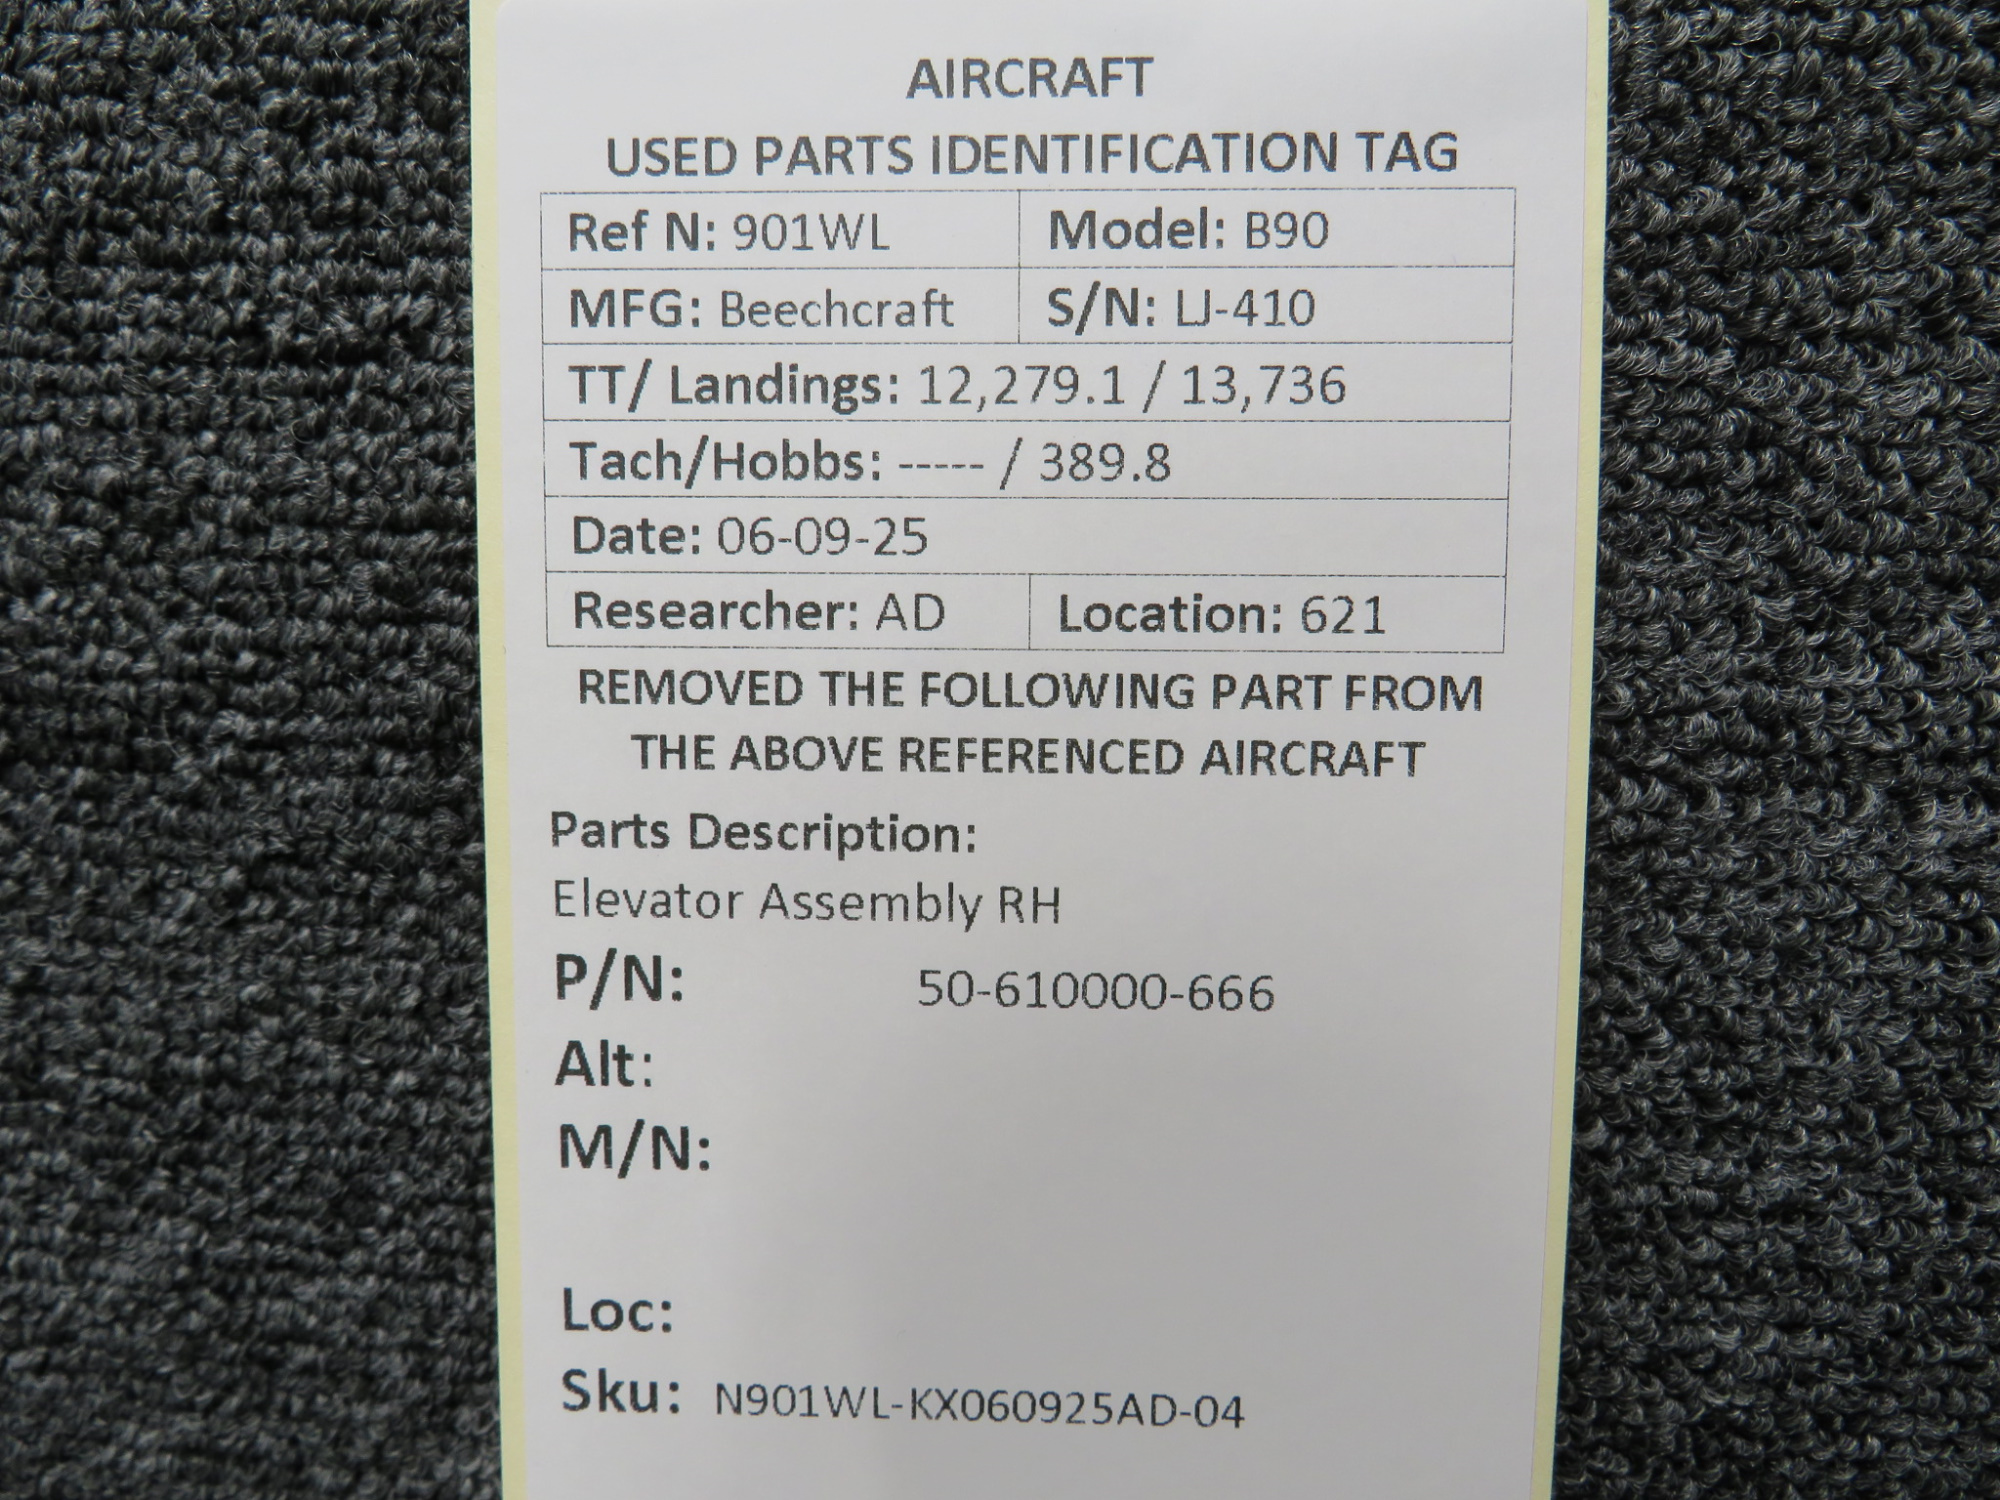 AIRCRAFT
USED PARTS IDENTIFICATION TAG
Ref N: 901WL Model: B90
MFG: Beechcraft S/N: LJ-410
TT/ Landings: 12,279.1 / 13,736
Tach/Hobbs: ----- / 389.8
Date: 06-09-25
Researcher: AD Location: 621
REMOVED THE FOLLOWING PART FROM
THE ABOVE REFERENCED AIRCRAFT
Parts Description:
Elevator Assembly RH
P/N: 50-610000-666
Alt:
M/N:
Loc:
Sku: N901WL-KX060925AD-04